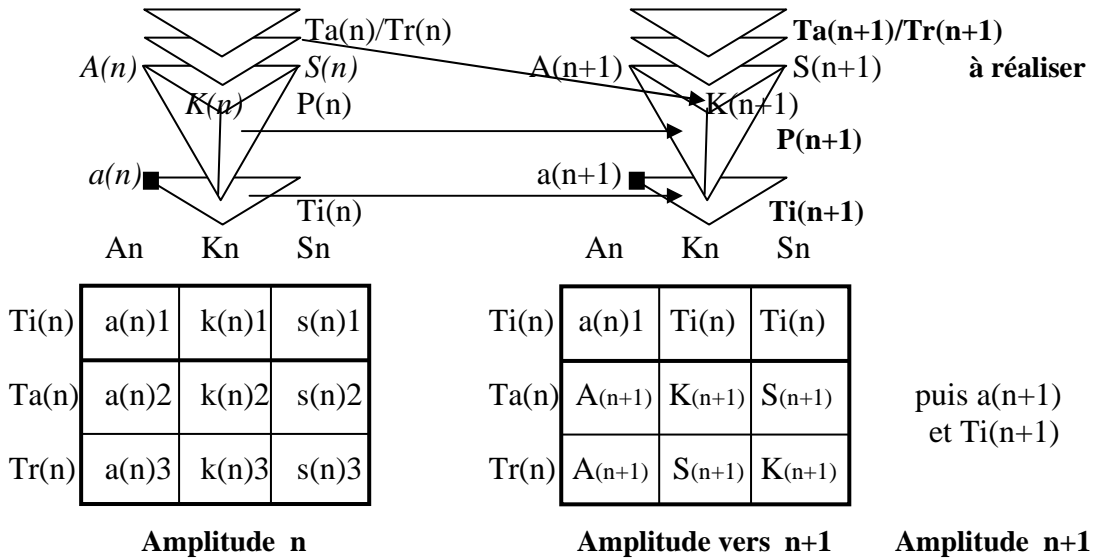 Ta(n)/Tr(n) Ta(n+1)/Tr(n+1)
A(n) S(n) A(n+1) S(n+1) à réaliser
K(n) P(n) K(n+1)
P(n+1)
a(n) a(n+1)
Ti(n) Ti(n+1)
An Kn Sn An Kn Sn
Ti(n) a(n)1 k(n)1 s(n)1 Ti(n) a(n)1 Ti(n) Ti(n)
Ta(n) a(n)2 k(n)2 s(n)2 Ta(n) A(n+1) K(n+1) S(n+1) puis a(n+1)
et Ti(n+1)
Tr(n) a(n)3 k(n)3 s(n)3 Tr(n) A(n+1) S(n+1) K(n+1)
Amplitude n Amplitude vers n+1 Amplitude n+1